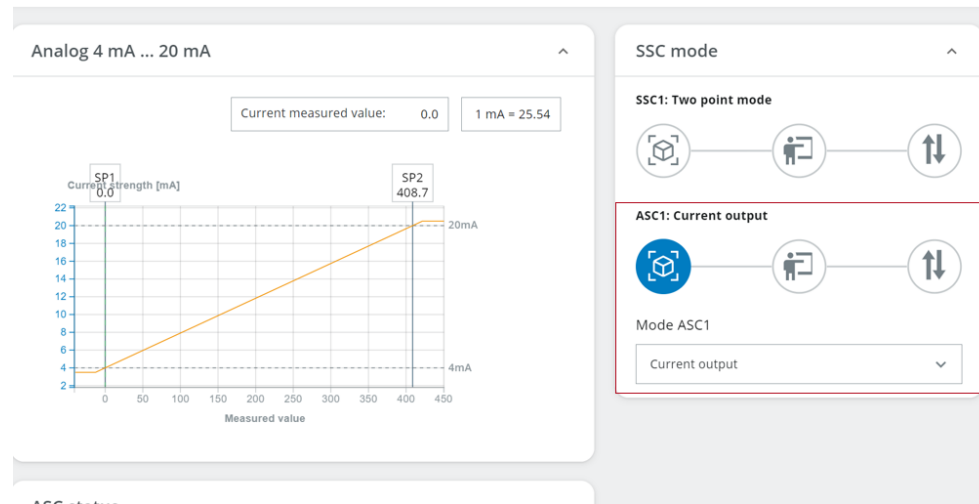 Analog 4 mA ... 20 mA
Current measured value: 0.0
1 mA = 25.54
SP1
0.0
SP2
408.7
Current strength [mA]
22
20
18
16
14
12
10
8
6
4
2
20mA
4mA
0 50 100 150 200 250 300 350 400 450
Measured value
SSC mode
SSC1: Two point mode
ASC1: Current output
Mode ASC1
Current output